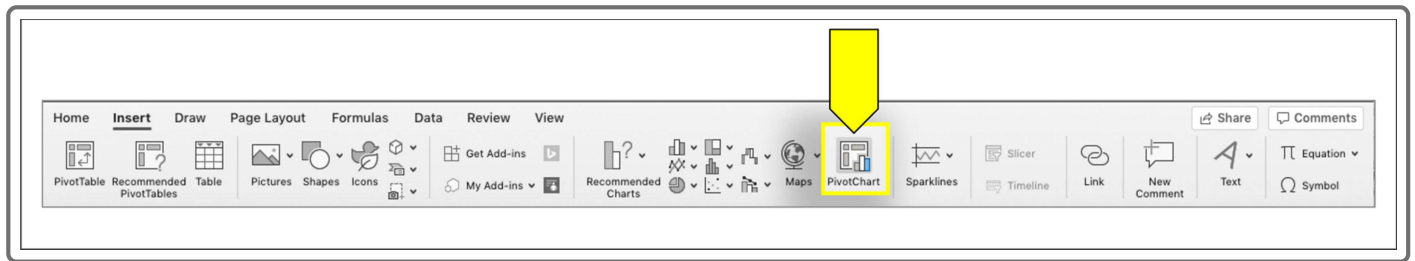 Home Insert Draw Page Layout Formulas Data Review View Share Comments
Get Add-ins Slicer Equation
My Add-ins Timeline Symbol
PivotTable Recommended PivotTables Table Pictures Shapes Icons Recommended Charts Maps PivotChart Sparklines Link New Comment Text